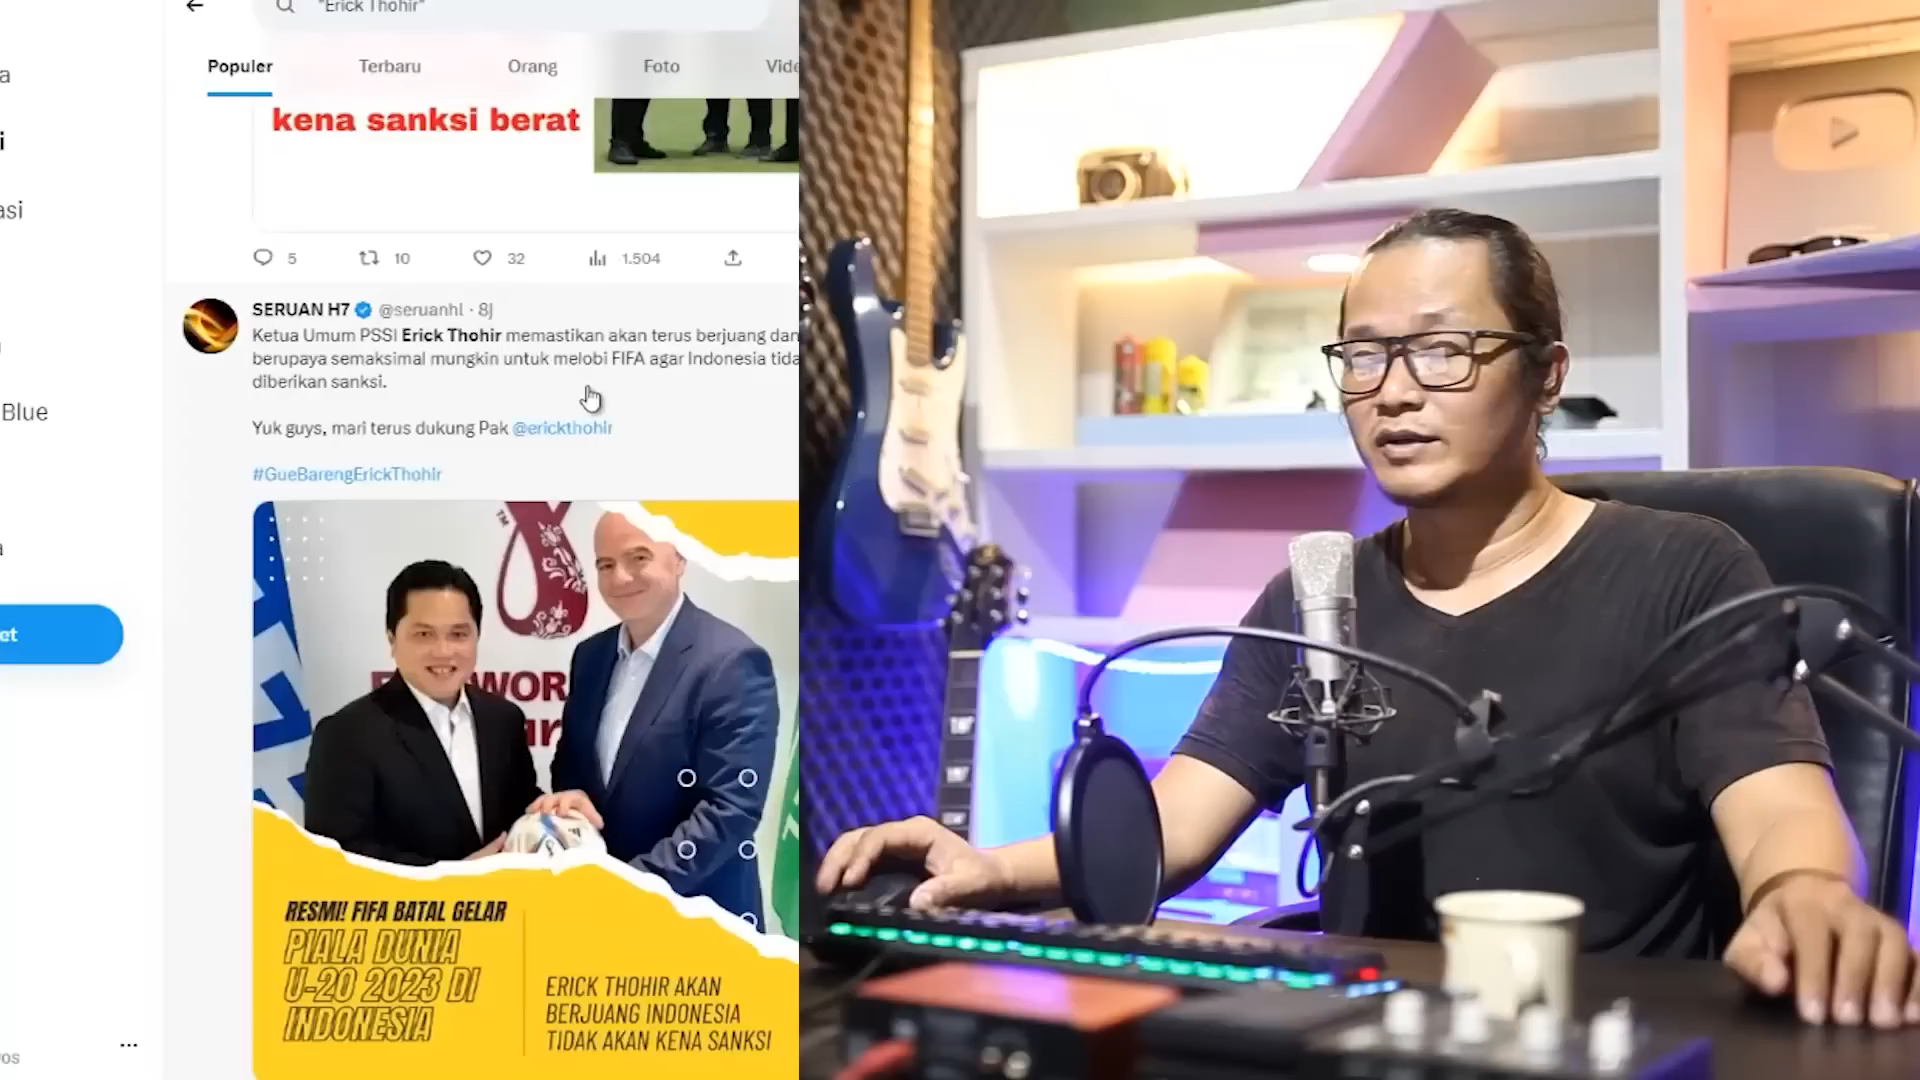 "Erick Thohir"
Populer
Terbaru
Orang
Foto
kena sanksi berat
5
10
32
1.504
SERUAN H7 @seruanhl · 8j
Ketua Umum PSSI Erick Thohir memastikan akan terus berjuang dan
berupaya semaksimal mungkin untuk melobi FIFA agar Indonesia
diberikan sanksi.
Yuk guys, mari terus dukung Pak @erickthohir
#GueBarengErickThohir
Blue
RESMI! FIFA BATAL GELAR
PIALA DUNIA
U-20 2023 DI
INDONESIA
ERICK THOHIR AKAN
BERJUANG INDONESIA
TIDAK AKAN KENA SANKSI